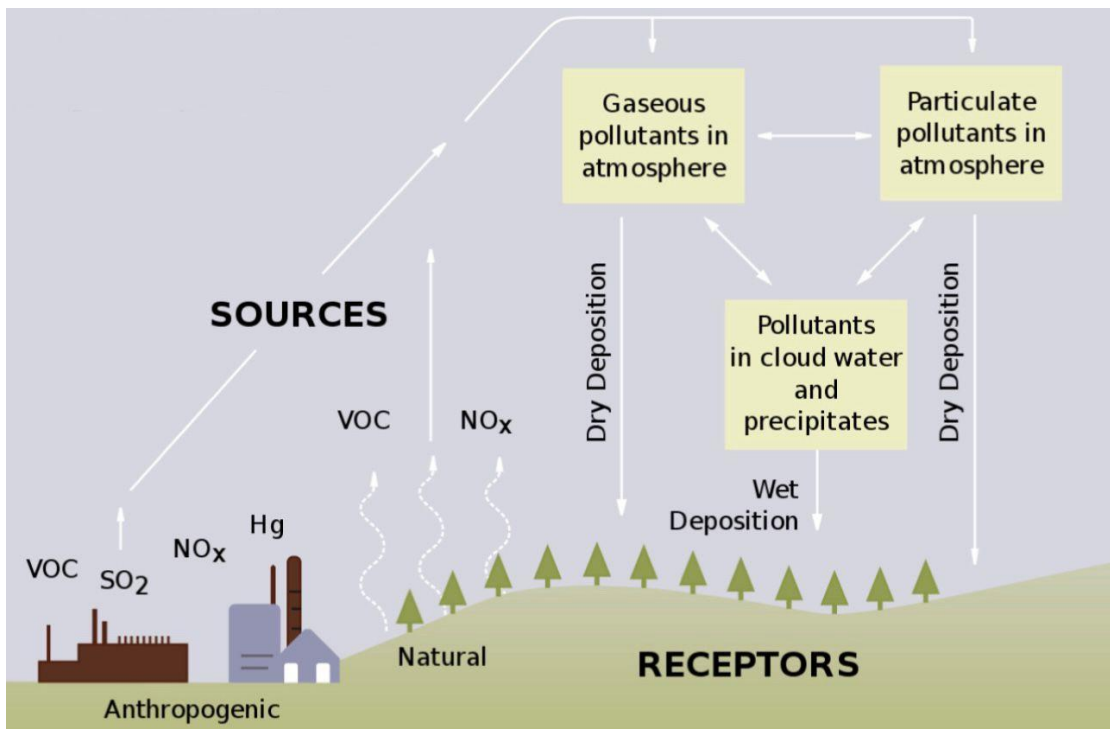 Gaseous
pollutants in
atmosphere
Particulate
pollutants in
atmosphere
SOURCES
Dry Deposition
Pollutants
in cloud water
and
precipitates
Dry Deposition
VOC
NOx
Wet
Deposition
Hg
NOx
VOC
SO2
Natural
RECEPTORS
Anthropogenic